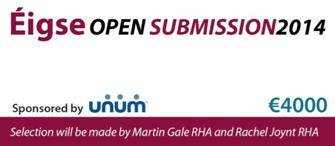 Éigse OPEN SUBMISSION2014
Sponsored by unum €4000
Selection will be made by Martin Gale RHA and Rachel Joynt RHA